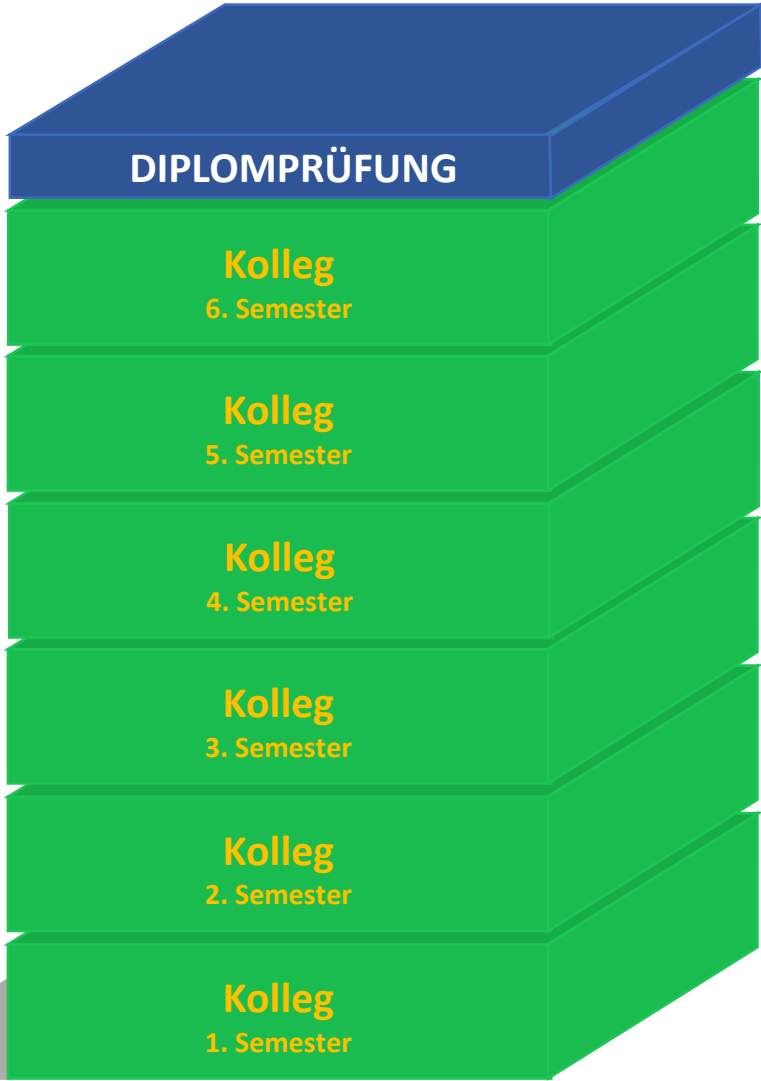 DIPLOMPRÜFUNG
Kolleg
6. Semester
Kolleg
5. Semester
Kolleg
4. Semester
Kolleg
3. Semester
Kolleg
2. Semester
Kolleg
1. Semester